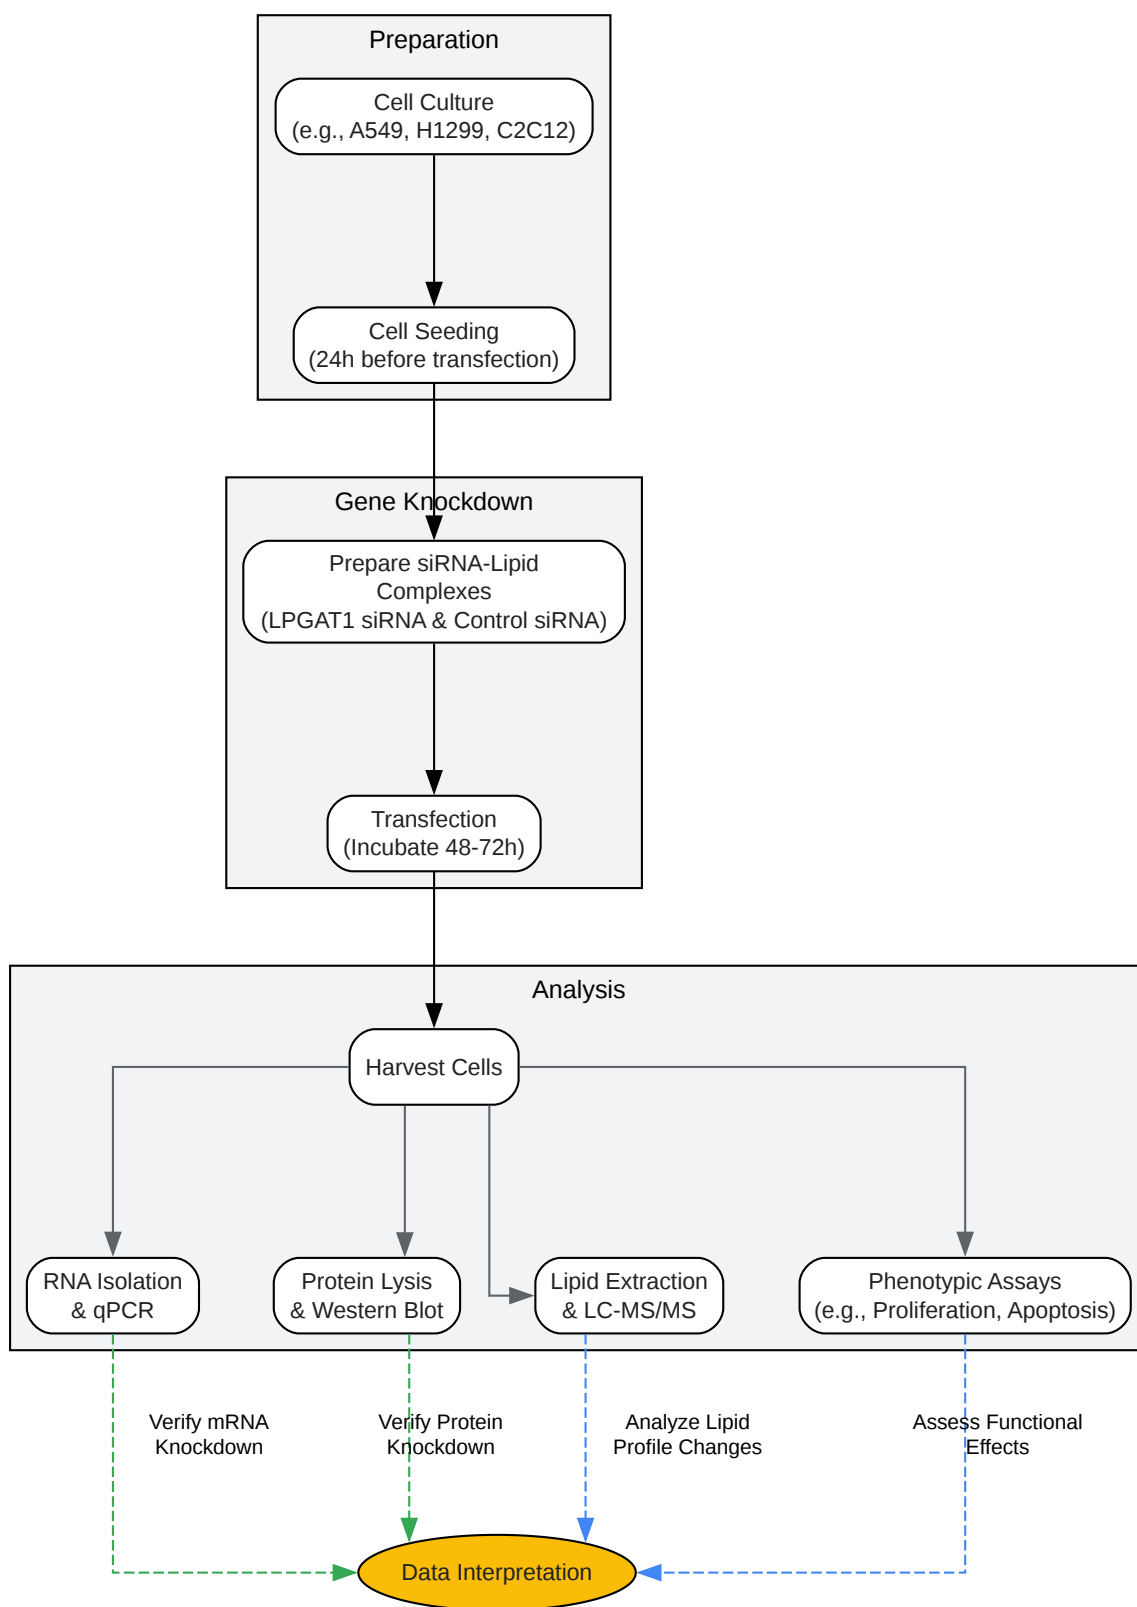 Preparation
Cell Culture
(e.g., A549, H1299, C2C12)
Cell Seeding
(24h before transfection)
Gene Knockdown
Prepare siRNA-Lipid
Complexes
(LPGAT1 siRNA & Control siRNA)
Transfection
(Incubate 48-72h)
Analysis
Harvest Cells
RNA Isolation
& qPCR
Protein Lysis
& Western Blot
Lipid Extraction
& LC-MS/MS
Phenotypic Assays
(e.g., Proliferation, Apoptosis)
Verify mRNA
Knockdown
Verify Protein
Knockdown
Analyze Lipid
Profile Changes
Assess Functional
Effects
Data Interpretation